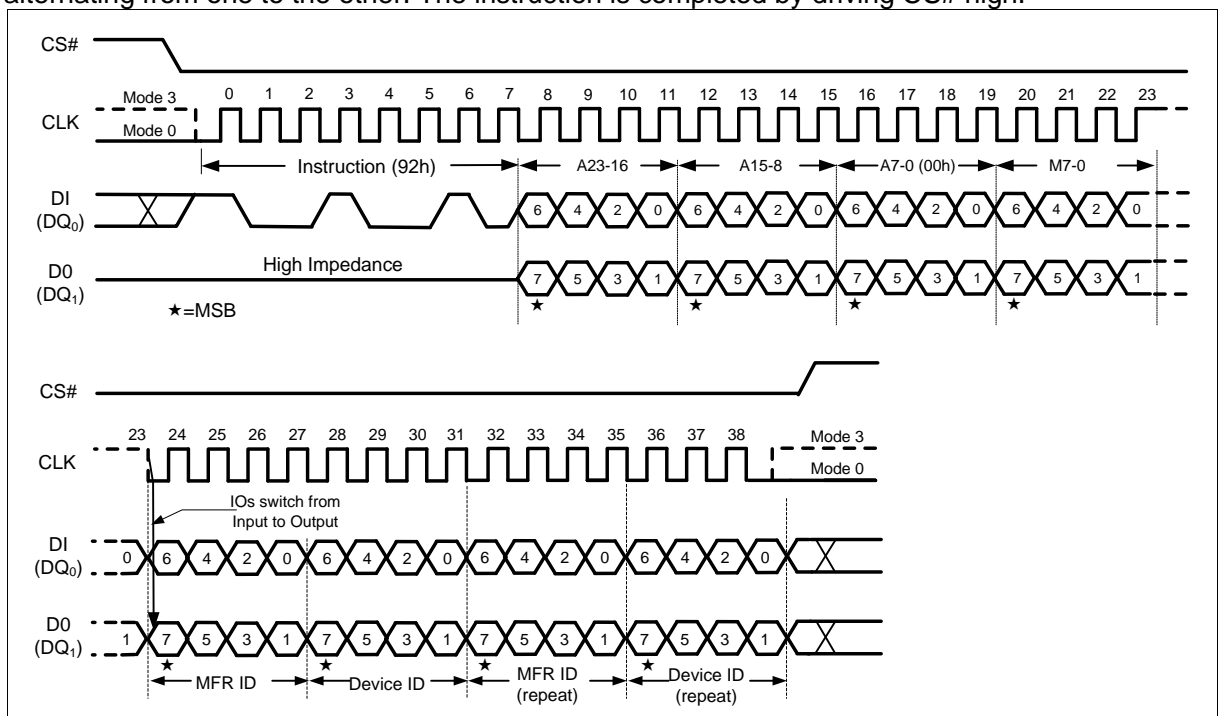 alternating from one to the other. The instruction is completed by driving CS# high.
CS#
Mode 3 0 1 2 3 4 5 6 7 8 9 10 11 12 13 14 15 16 17 18 19 20 21 22 23
CLK
Mode 0
Instruction (92h) A23-16 A15-8 A7-0 (00h) M7-0
DI
(DQ0) 6 4 2 0 6 4 2 0 6 4 2 0 6 4 2 0
High Impedance
D0
(DQ1) 7 5 3 1 7 5 3 1 7 5 3 1 7 5 3 1
★=MSB ★ ★ ★ ★
CS#
23 24 25 26 27 28 29 30 31 32 33 34 35 36 37 38 Mode 3
CLK
Mode 0
IOs switch from
Input to Output
DI
(DQ0) 0 6 4 2 0 6 4 2 0 6 4 2 0 6 4 2 0
D0
(DQ1) 1 7 5 3 1 7 5 3 1 7 5 3 1 7 5 3 1
★ ★ ★ ★
MFR ID Device ID MFR ID
(repeat) Device ID
(repeat)